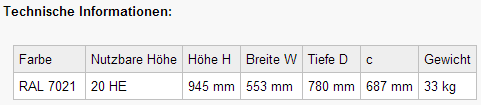 Technische Informationen:
Farbe Nutzbare Höhe Höhe H Breite W Tiefe D c Gewicht
RAL 7021 20 HE 945 mm 553 mm 780 mm 687 mm 33 kg